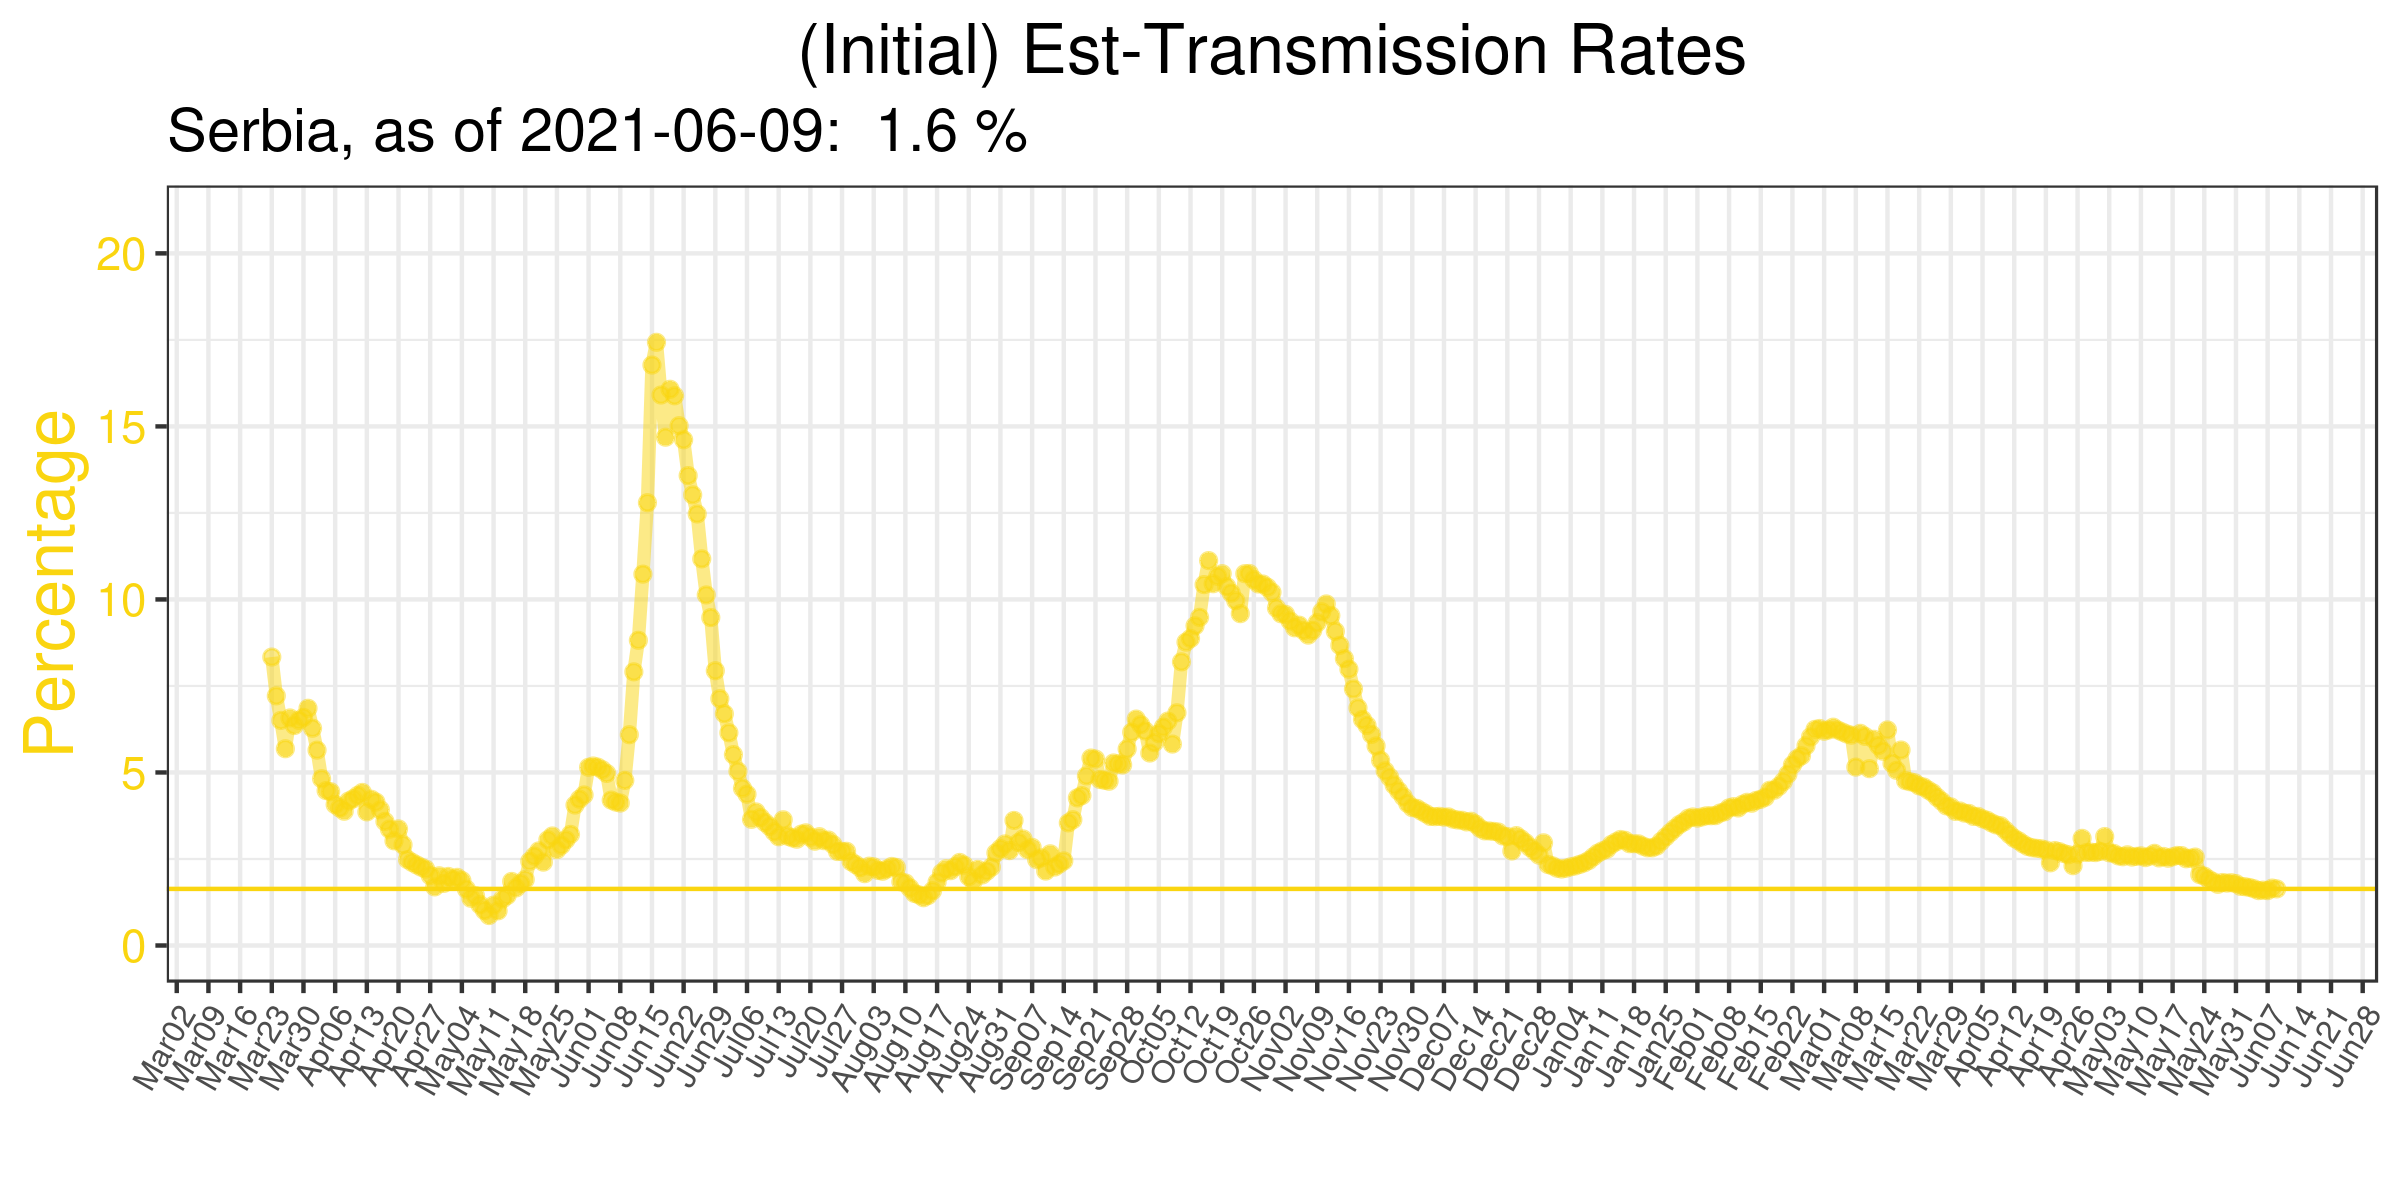 (Initial) Est-Transmission Rates
Serbia, as of 2021-06-09:  1.6 %
Percentage
20
15
10
5
0
Mar02
Mar09
Mar16
Mar23
Mar30
Apr06
Apr13
Apr20
Apr27
May04
May11
May18
May25
Jun01
Jun08
Jun15
Jun22
Jun29
Jul06
Jul13
Jul20
Jul27
Aug03
Aug10
Aug17
Aug24
Aug31
Sep07
Sep14
Sep21
Sep28
Oct05
Oct12
Oct19
Oct26
Nov02
Nov09
Nov16
Nov23
Nov30
Dec07
Dec14
Dec21
Dec28
Jan04
Jan11
Jan18
Jan25
Feb01
Feb08
Feb15
Feb22
Mar01
Mar08
Mar15
Mar22
Mar29
Apr05
Apr12
Apr19
Apr26
May03
May10
May17
May24
May31
Jun07
Jun14
Jun21
Jun28